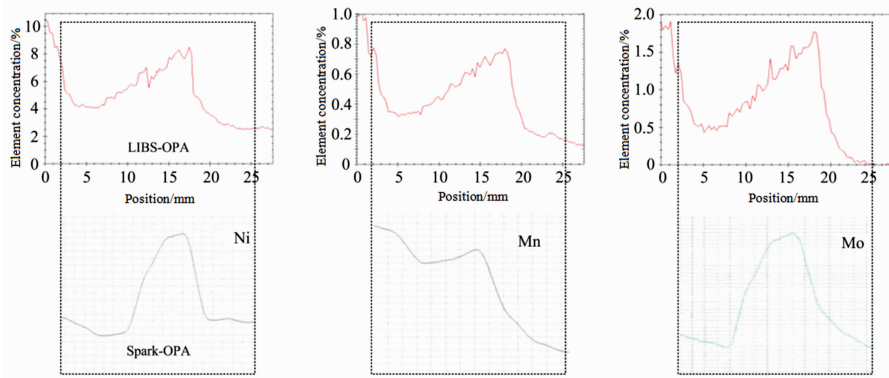 Element concentration/%
10
8
6
4
2
0
LIBS-OPA
0 5 10 15 20 25
Position/mm
Ni
Spark-OPA
Element concentration/%
1.0
0.8
0.6
0.4
0.2
0
0 5 10 15 20 25
Position/mm
Mn
Element concentration/%
2.0
1.5
1.0
0.5
0
0 5 10 15 20 25
Position/mm
Mo